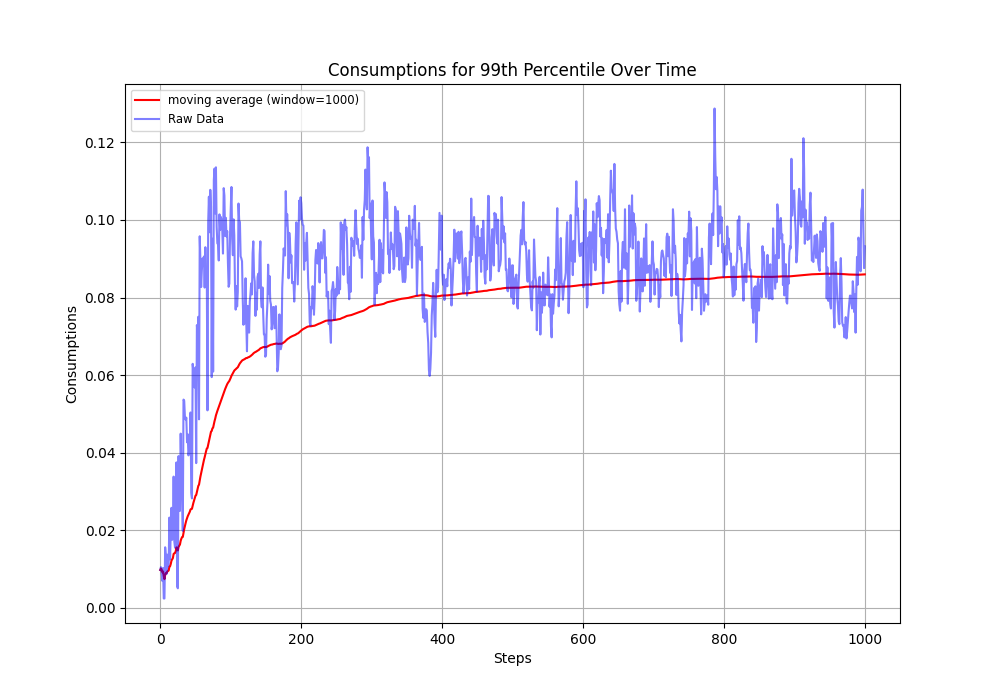 Consumptions for 99th Percentile Over Time
moving average (window=1000)
Raw Data
0.12
0.10
0.08
0.06
0.04
0.02
0.00
Consumptions
0 200 400 600 800 1000
Steps